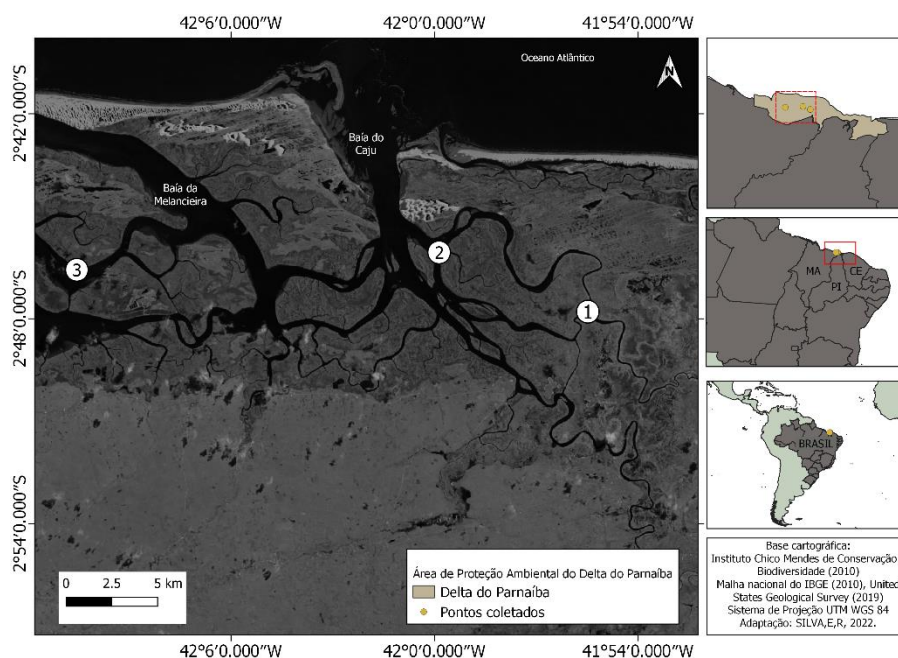 42°6'0.000"W
42°0'0.000"W
41°54'0.000"W
2°42'0.000"S
2°48'0.000"S
2°54'0.000"S
Oceano Atlântico
N
Baía do
Caju
Baía da
Melancieira
1
2
3
0
2.5
5 km
Área de Proteção Ambiental do Delta do Parnaíba
Delta do Parnaíba
Pontos coletados
42°6'0.000"W
42°0'0.000"W
41°54'0.000"W
MA
CE
PI
BRASIL
Base cartográfica:
Instituto Chico Mendes de Conservação
Biodiversidade (2010)
Malha nacional do IBGE (2010), United
States Geological Survey (2019)
Sistema de Projeção UTM WGS 84
Adaptação: SILVA,E,R, 2022.